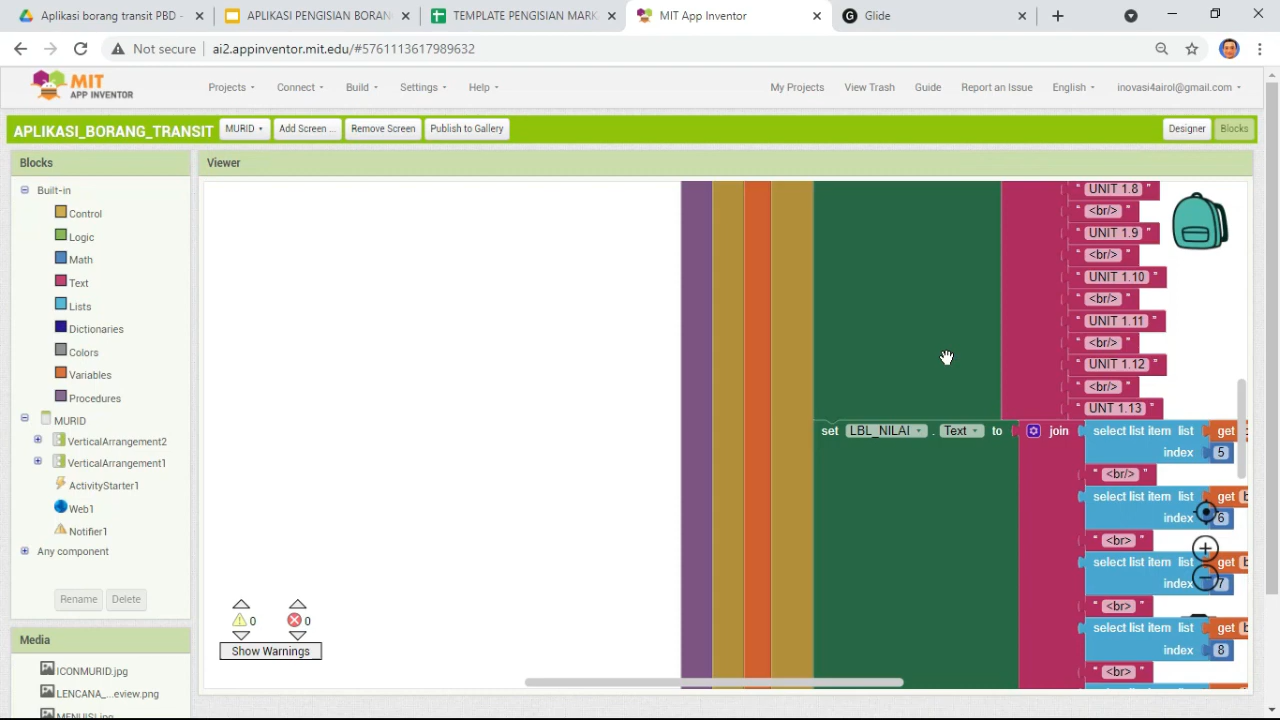 Aplikasi borang transit PBD -
APLIKASI PENGISIAN BORAN
TEMPLATE PENGISIAN MARK
MIT App Inventor
Glide
Not secure
ai2.appinventor.mit.edu/#5761113617989632
MIT
APP INVENTOR
Projects
Connect
Build
Settings
Help
My Projects
View Trash
Guide
Report an Issue
English
inovasi4airol@gmail.com
APLIKASI_BORANG_TRANSIT
MURID
Add Screen ...
Remove Screen
Publish to Gallery
Designer
Blocks
Blocks
Viewer
Built-in
Control
Logic
Math
Text
Lists
Dictionaries
Colors
Variables
Procedures
MURID
VerticalArrangement2
VerticalArrangement1
ActivityStarter1
Web1
Notifier1
Any component
Rename
Delete
Media
ICONMURID.jpg
LENCANA_...eview.png
MENUISI.jpg
" UNIT 1.8 "
" <br/> "
" UNIT 1.9 "
" <br/> "
" UNIT 1.10 "
" <br/> "
" UNIT 1.11 "
" <br/> "
" UNIT 1.12 "
" <br/> "
" UNT 1.13 "
set LBL_NILAI . Text to join select list item list get
index 5
" <br/> "
select list item list get
index 6
" <br> "
select list item list get
index 7
" <br> "
select list item list get
index 8
" <br> "
0 0
Show Warnings